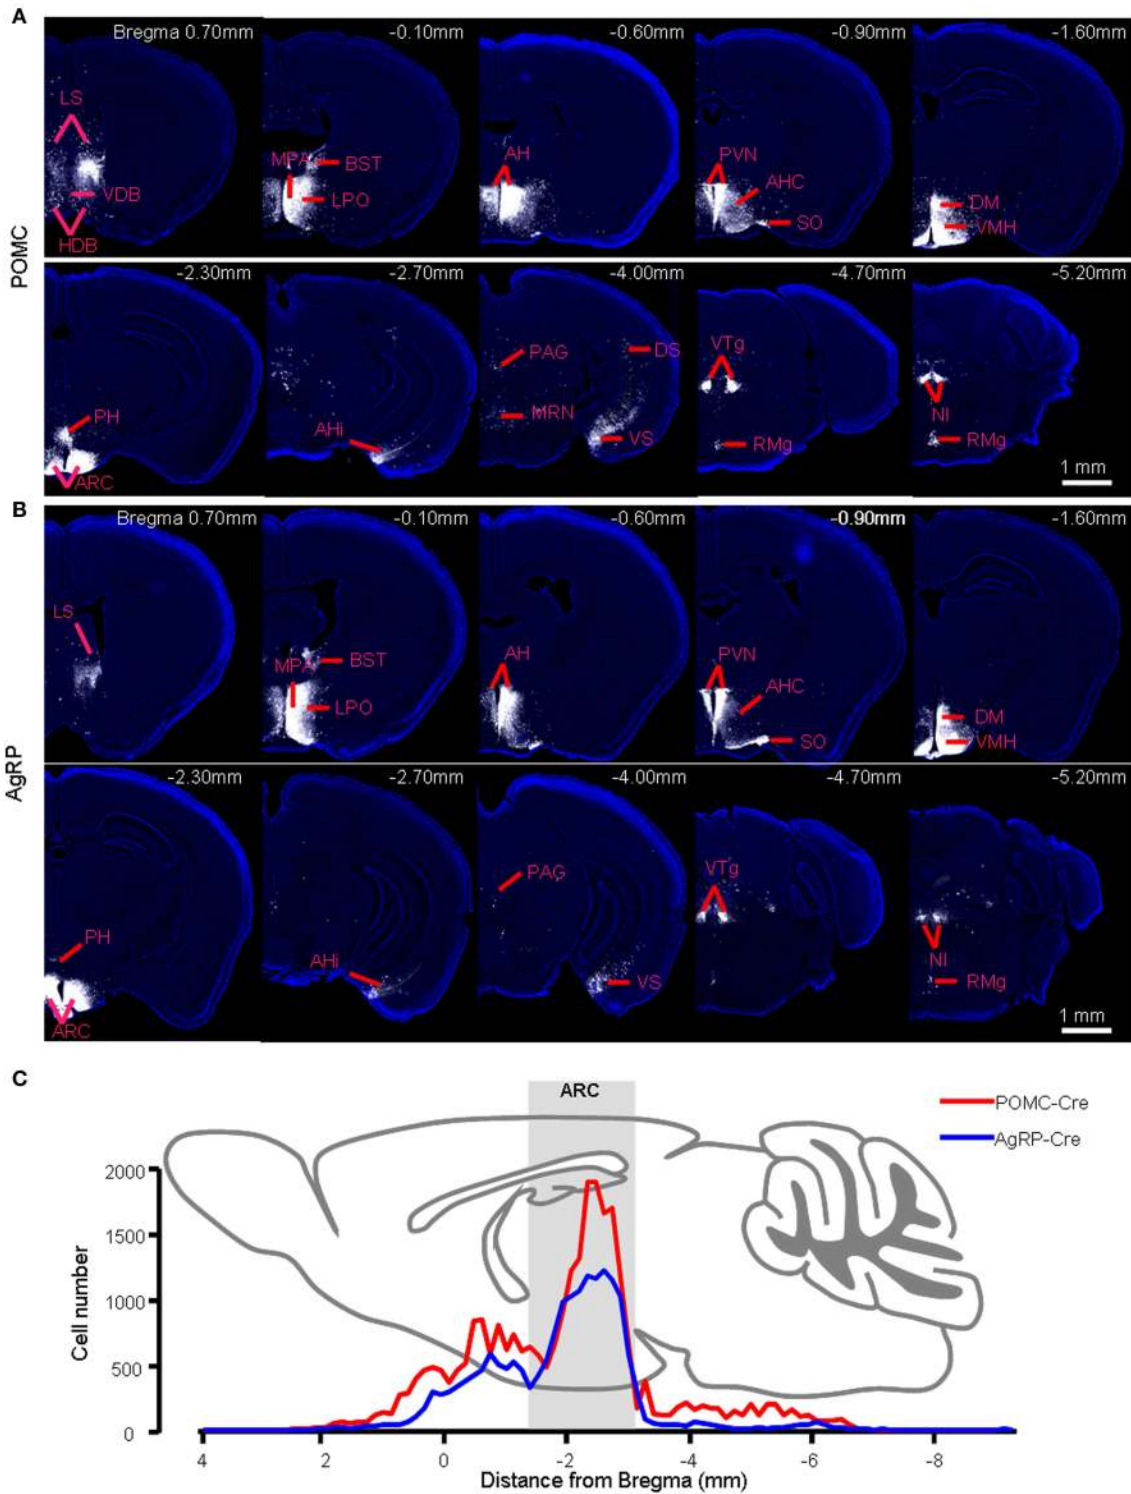 A
POMC
Bregma 0.70mm
-0.10mm
-0.60mm
-0.90mm
-1.60mm
LS
VDB
HDB
MPA
BST
LPO
AH
PVN
AHC
SO
DM
VMH
-2.30mm
-2.70mm
-4.00mm
-4.70mm
-5.20mm
PH
ARC
AHi
PAG
DS
MRN
VS
VTg
RMg
NI
RMg
1 mm
B
AgRP
Bregma 0.70mm
-0.10mm
-0.60mm
-0.90mm
-1.60mm
LS
MPA
BST
LPO
AH
PVN
AHC
SO
DM
VMH
-2.30mm
-2.70mm
-4.00mm
-4.70mm
-5.20mm
PH
ARC
AHi
PAG
VS
VTg
NI
RMg
1 mm
C
ARC
POMC-Cre
AgRP-Cre
Cell number
2000
1500
1000
500
0
4 2 0 -2 -4 -6 -8
Distance from Bregma (mm)